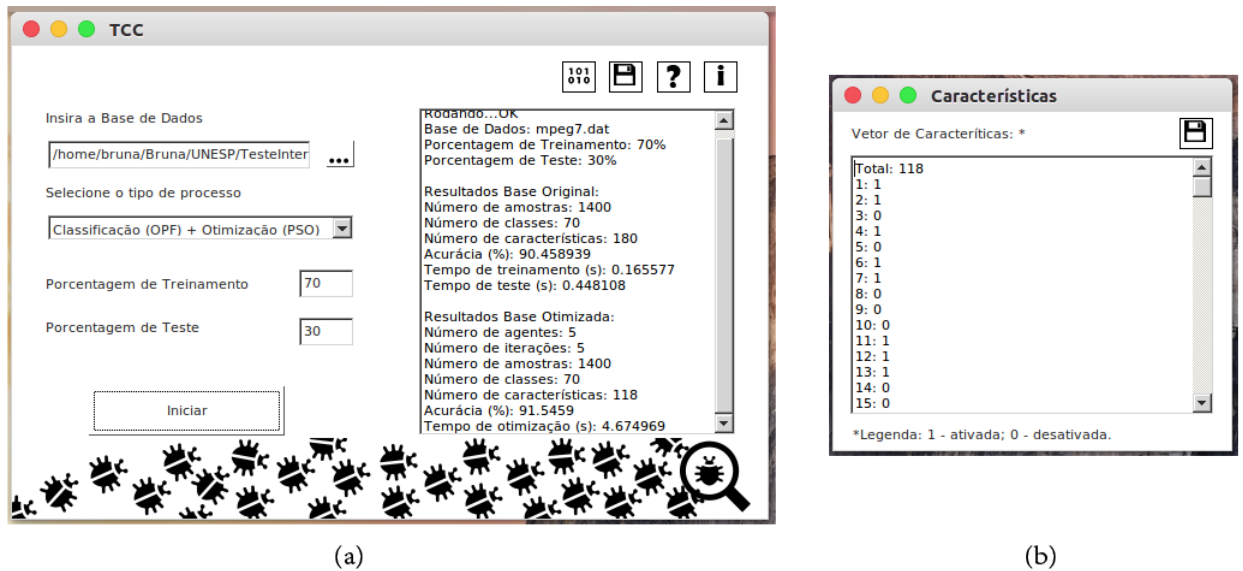 TCC
101
010
?
i
Insira a Base de Dados
/home/bruna/Bruna/UNESP/TesteInter
...
Selecione o tipo de processo
Classificação (OPF) + Otimização (PSO)
Porcentagem de Treinamento
70
Porcentagem de Teste
30
Iniciar
Rodando...OK
Base de Dados: mpeg7.dat
Porcentagem de Treinamento: 70%
Porcentagem de Teste: 30%
Resultados Base Original:
Número de amostras: 1400
Número de classes: 70
Número de características: 180
Acurácia (%): 90.458939
Tempo de treinamento (s): 0.165577
Tempo de teste (s): 0.448108
Resultados Base Otimizada:
Número de agentes: 5
Número de iterações: 5
Número de amostras: 1400
Número de classes: 70
Número de características: 118
Acurácia (%): 91.5459
Tempo de otimização (s): 4.674969
(a)
Características
Vetor de Caracteríticas: *
Total: 118
1: 1
2: 1
3: 0
4: 1
5: 0
6: 1
7: 1
8: 0
9: 0
10: 0
11: 1
12: 1
13: 1
14: 0
15: 0
*Legenda: 1 - ativada; 0 - desativada.
(b)